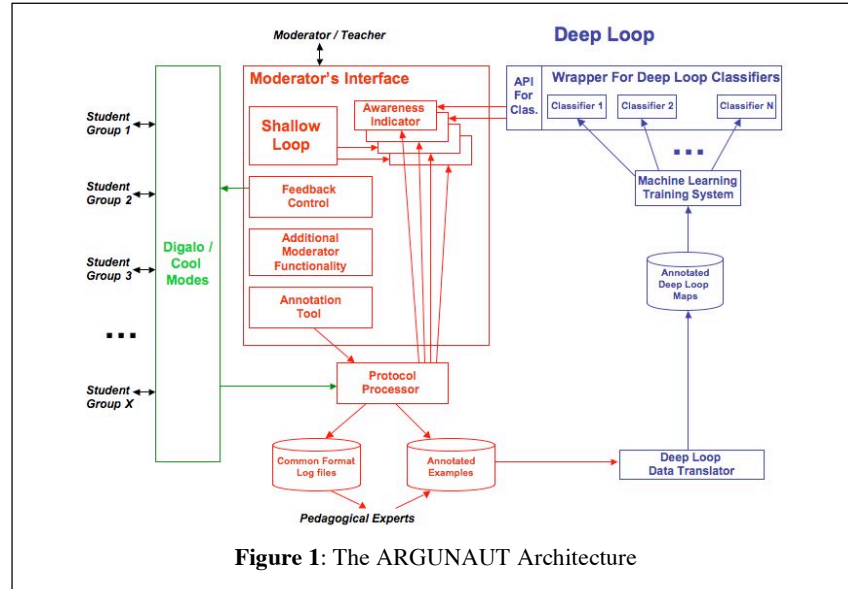 Moderator / Teacher
Deep Loop
Moderator's Interface
API
For
Clas.
Wrapper For Deep Loop Classifiers
Classifier 1
Classifier 2
Classifier N
Awareness
Indicator
Shallow
Loop
Student
Group 1
...
Feedback
Control
Machine Learning
Training System
Student
Group 2
Additional
Moderator
Functionality
Digalo /
Cool
Modes
Student
Group 3
Annotated
Deep Loop
Maps
Annotation
Tool
...
Protocol
Processor
Student
Group X
Common Format
Log files
Annotated
Examples
Deep Loop
Data Translator
Pedagogical Experts
Figure 1: The ARGUNAUT Architecture